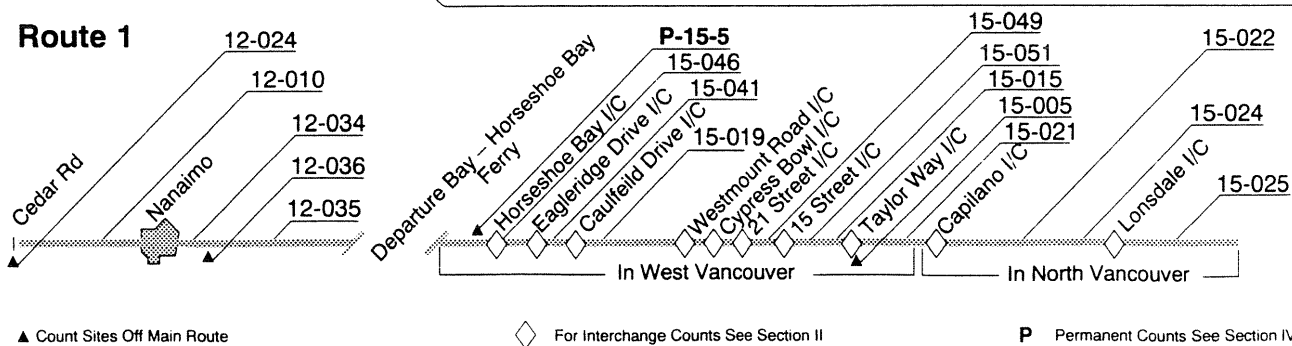 Route 1
12-024
12-010
12-034
12-036
12-035
Cedar Rd
Nanaimo
Departure Bay – Horseshoe Bay
Ferry
P-15-5
15-046
15-041
15-019
Horseshoe Bay I/C
Eagleridge Drive I/C
Caulfeild Drive I/C
Westmount Road I/C
Cypress Bowl I/C
21 Street I/C
15 Street I/C
Taylor Way I/C
Capilano I/C
Lonsdale I/C
15-049
15-051
15-015
15-005
15-021
15-022
15-024
15-025
In West Vancouver
In North Vancouver
Count Sites Off Main Route
For Interchange Counts See Section II
P Permanent Counts See Section IV